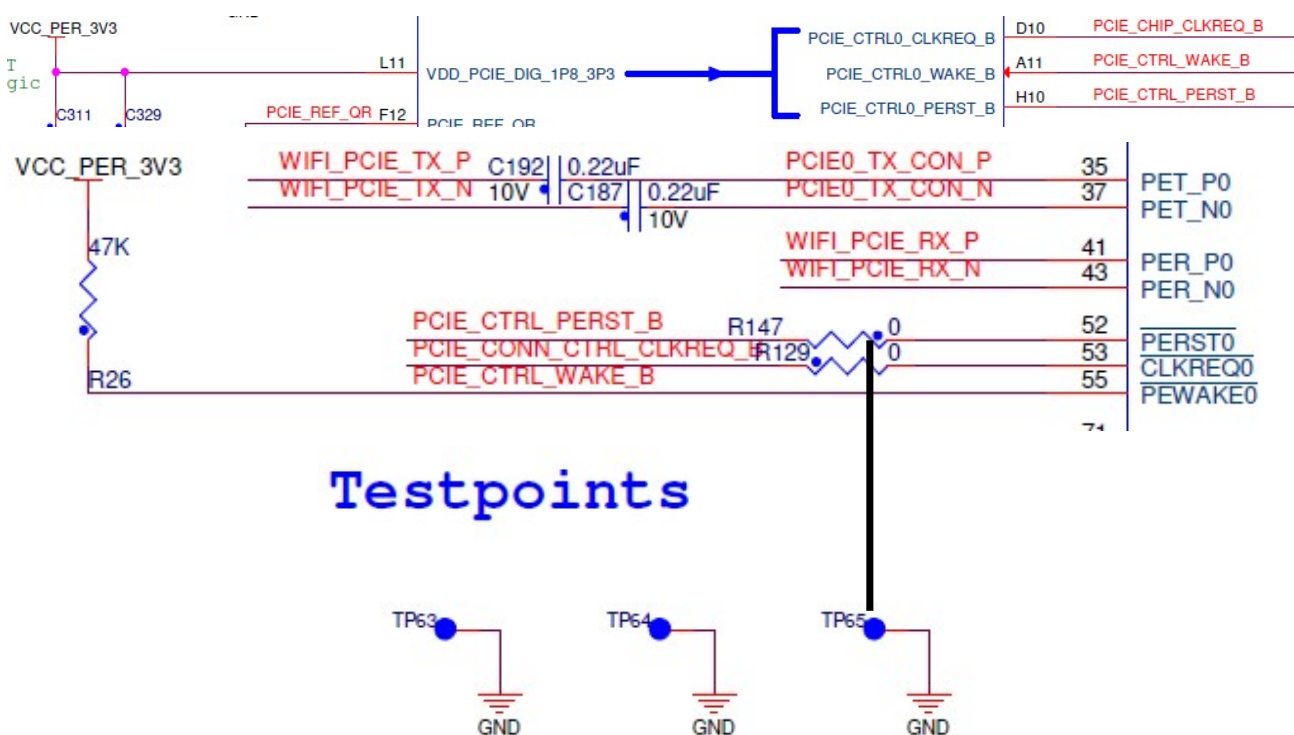 VCC_PER_3V3
T
gic
L11
VDD_PCIE_DIG_1P8_3P3
C311
C329
PCIE_REF_QR F12
PCIE_REF_QR
PCIE_CTRL0_CLKREQ_B
D10
PCIE_CHIP_CLKREQ_B
PCIE_CTRL0_WAKE_B
A11
PCIE_CTRL_WAKE_B
PCIE_CTRL0_PERST_B
H10
PCIE_CTRL_PERST_B
VCC_PER_3V3
47K
R26
WIFI_PCIE_TX_P
C192
0.22uF
PCIE0_TX_CON_P
35
PET_P0
WIFI_PCIE_TX_N
10V
C187
0.22uF
PCIE0_TX_CON_N
37
PET_N0
10V
WIFI_PCIE_RX_P
41
PER_P0
WIFI_PCIE_RX_N
43
PER_N0
PCIE_CTRL_PERST_B
R147
0
52
PERST0
PCIE_CONN_CTRL_CLKREQ_B
R129
0
53
CLKREQ0
PCIE_CTRL_WAKE_B
55
PEWAKE0
Testpoints
TP63
TP64
TP65
GND
GND
GND